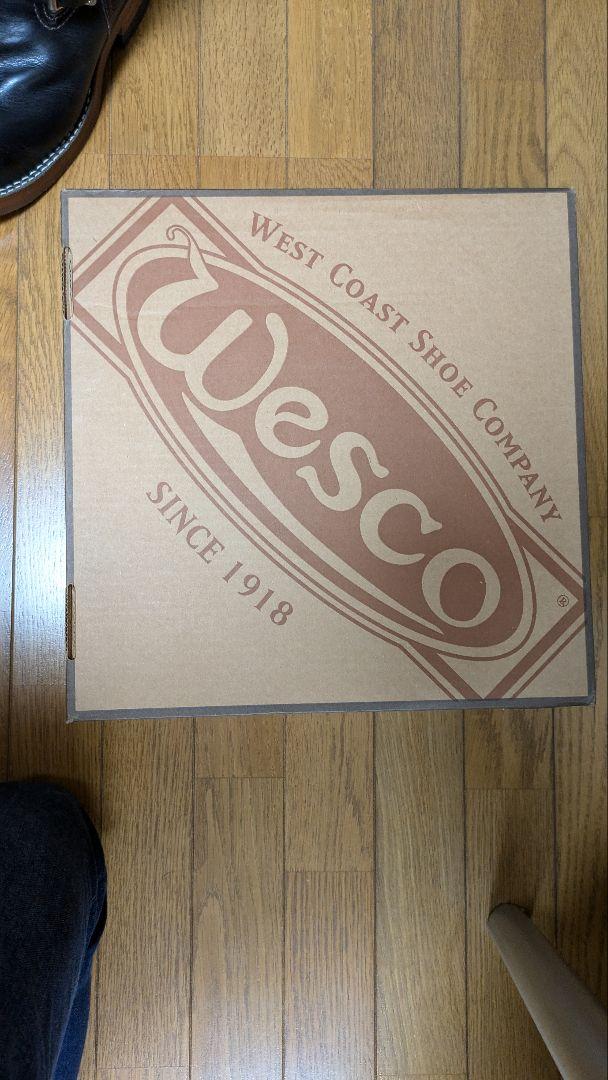 WEST COAST SHOE COMPANY
Wesco
®
SINCE 1918